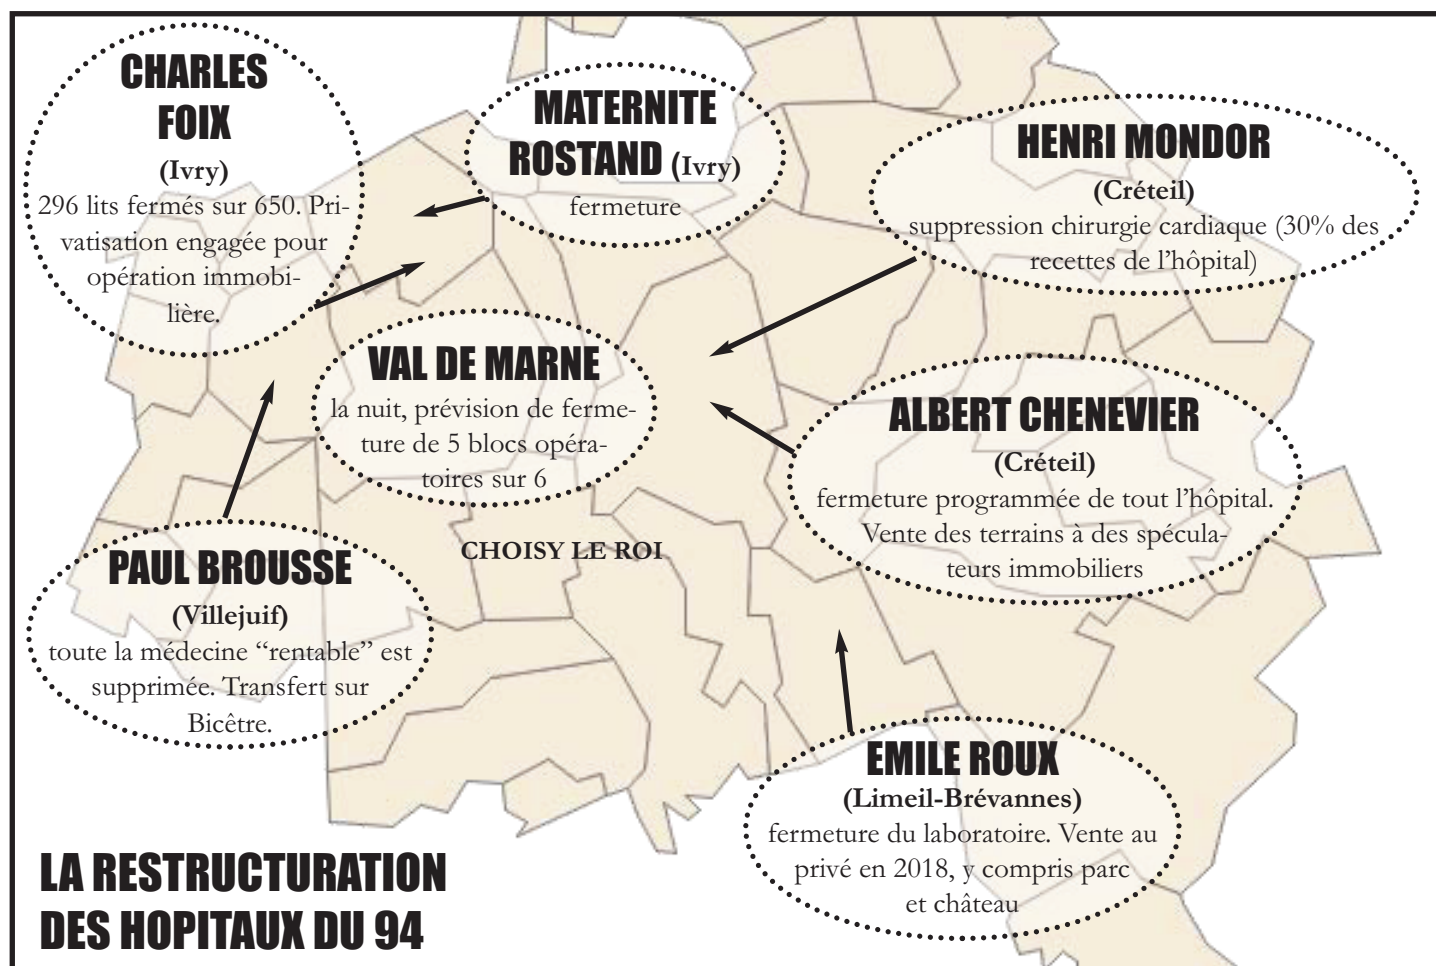 CHARLES
FOIX
(Ivry)
296 lits fermés sur 650. Pri-
vatisation engagée pour
opération immobi-
lière.
MATERNITE
ROSTAND (Ivry)
fermeture
HENRI MONDOR
(Créteil)
suppression chirurgie cardiaque (30% des
recettes de l’hôpital)
VAL DE MARNE
la nuit, prévision de ferme-
ture de 5 blocs opéra-
toires sur 6
ALBERT CHENEVIER
(Créteil)
fermeture programmée de tout l’hôpital.
Vente des terrains à des spécula-
teurs immobiliers
CHOISY LE ROI
PAUL BROUSSE
(Villejuif)
toute la médecine “rentable” est
supprimée. Transfert sur
Bicêtre.
EMILE ROUX
(Limeil-Brévannes)
fermeture du laboratoire. Vente au
privé en 2018, y compris parc
et château
LA RESTRUCTURATION
DES HOPITAUX DU 94